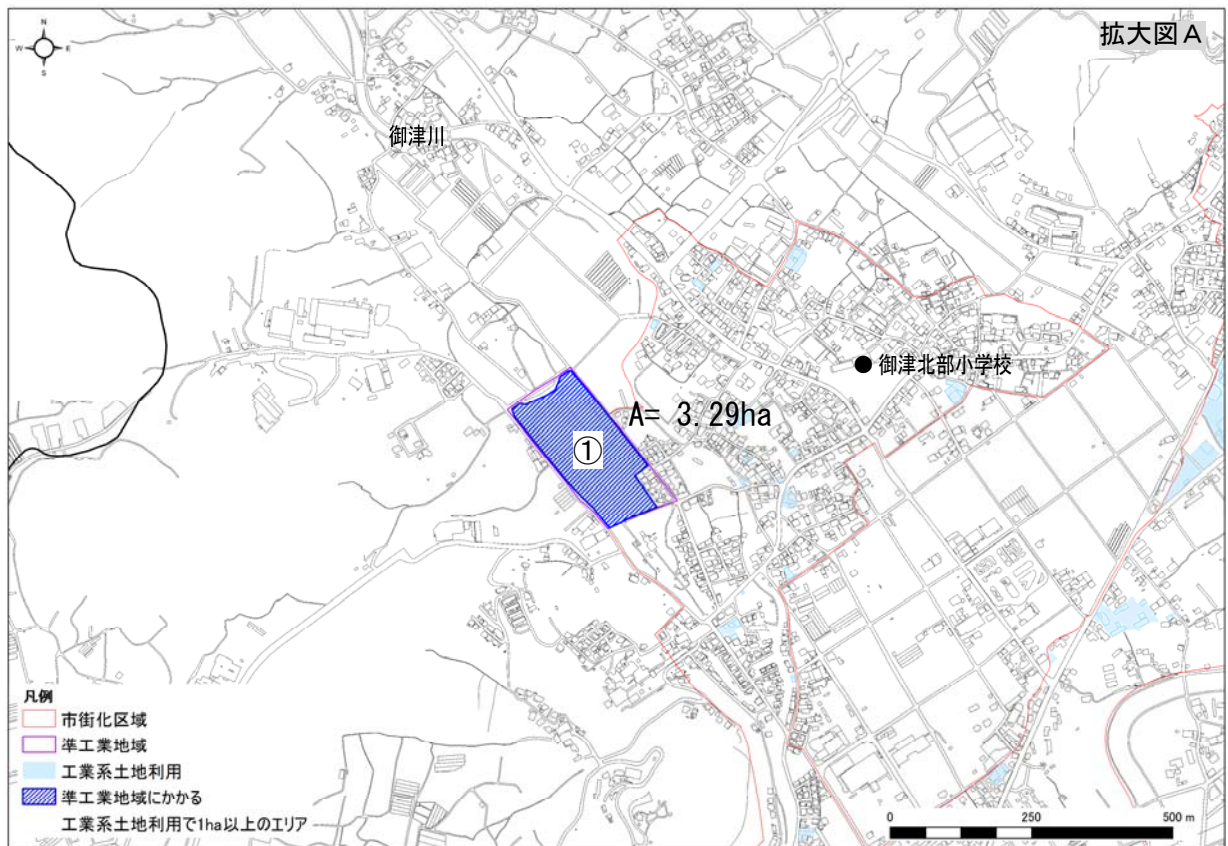 拡大図A
N
W E
S
御津川
● 御津北部小学校
A= 3.29ha
①
凡例
市街化区域
準工業地域
工業系土地利用
準工業地域にかかる
工業系土地利用で1ha以上のエリア
0 250 500 m